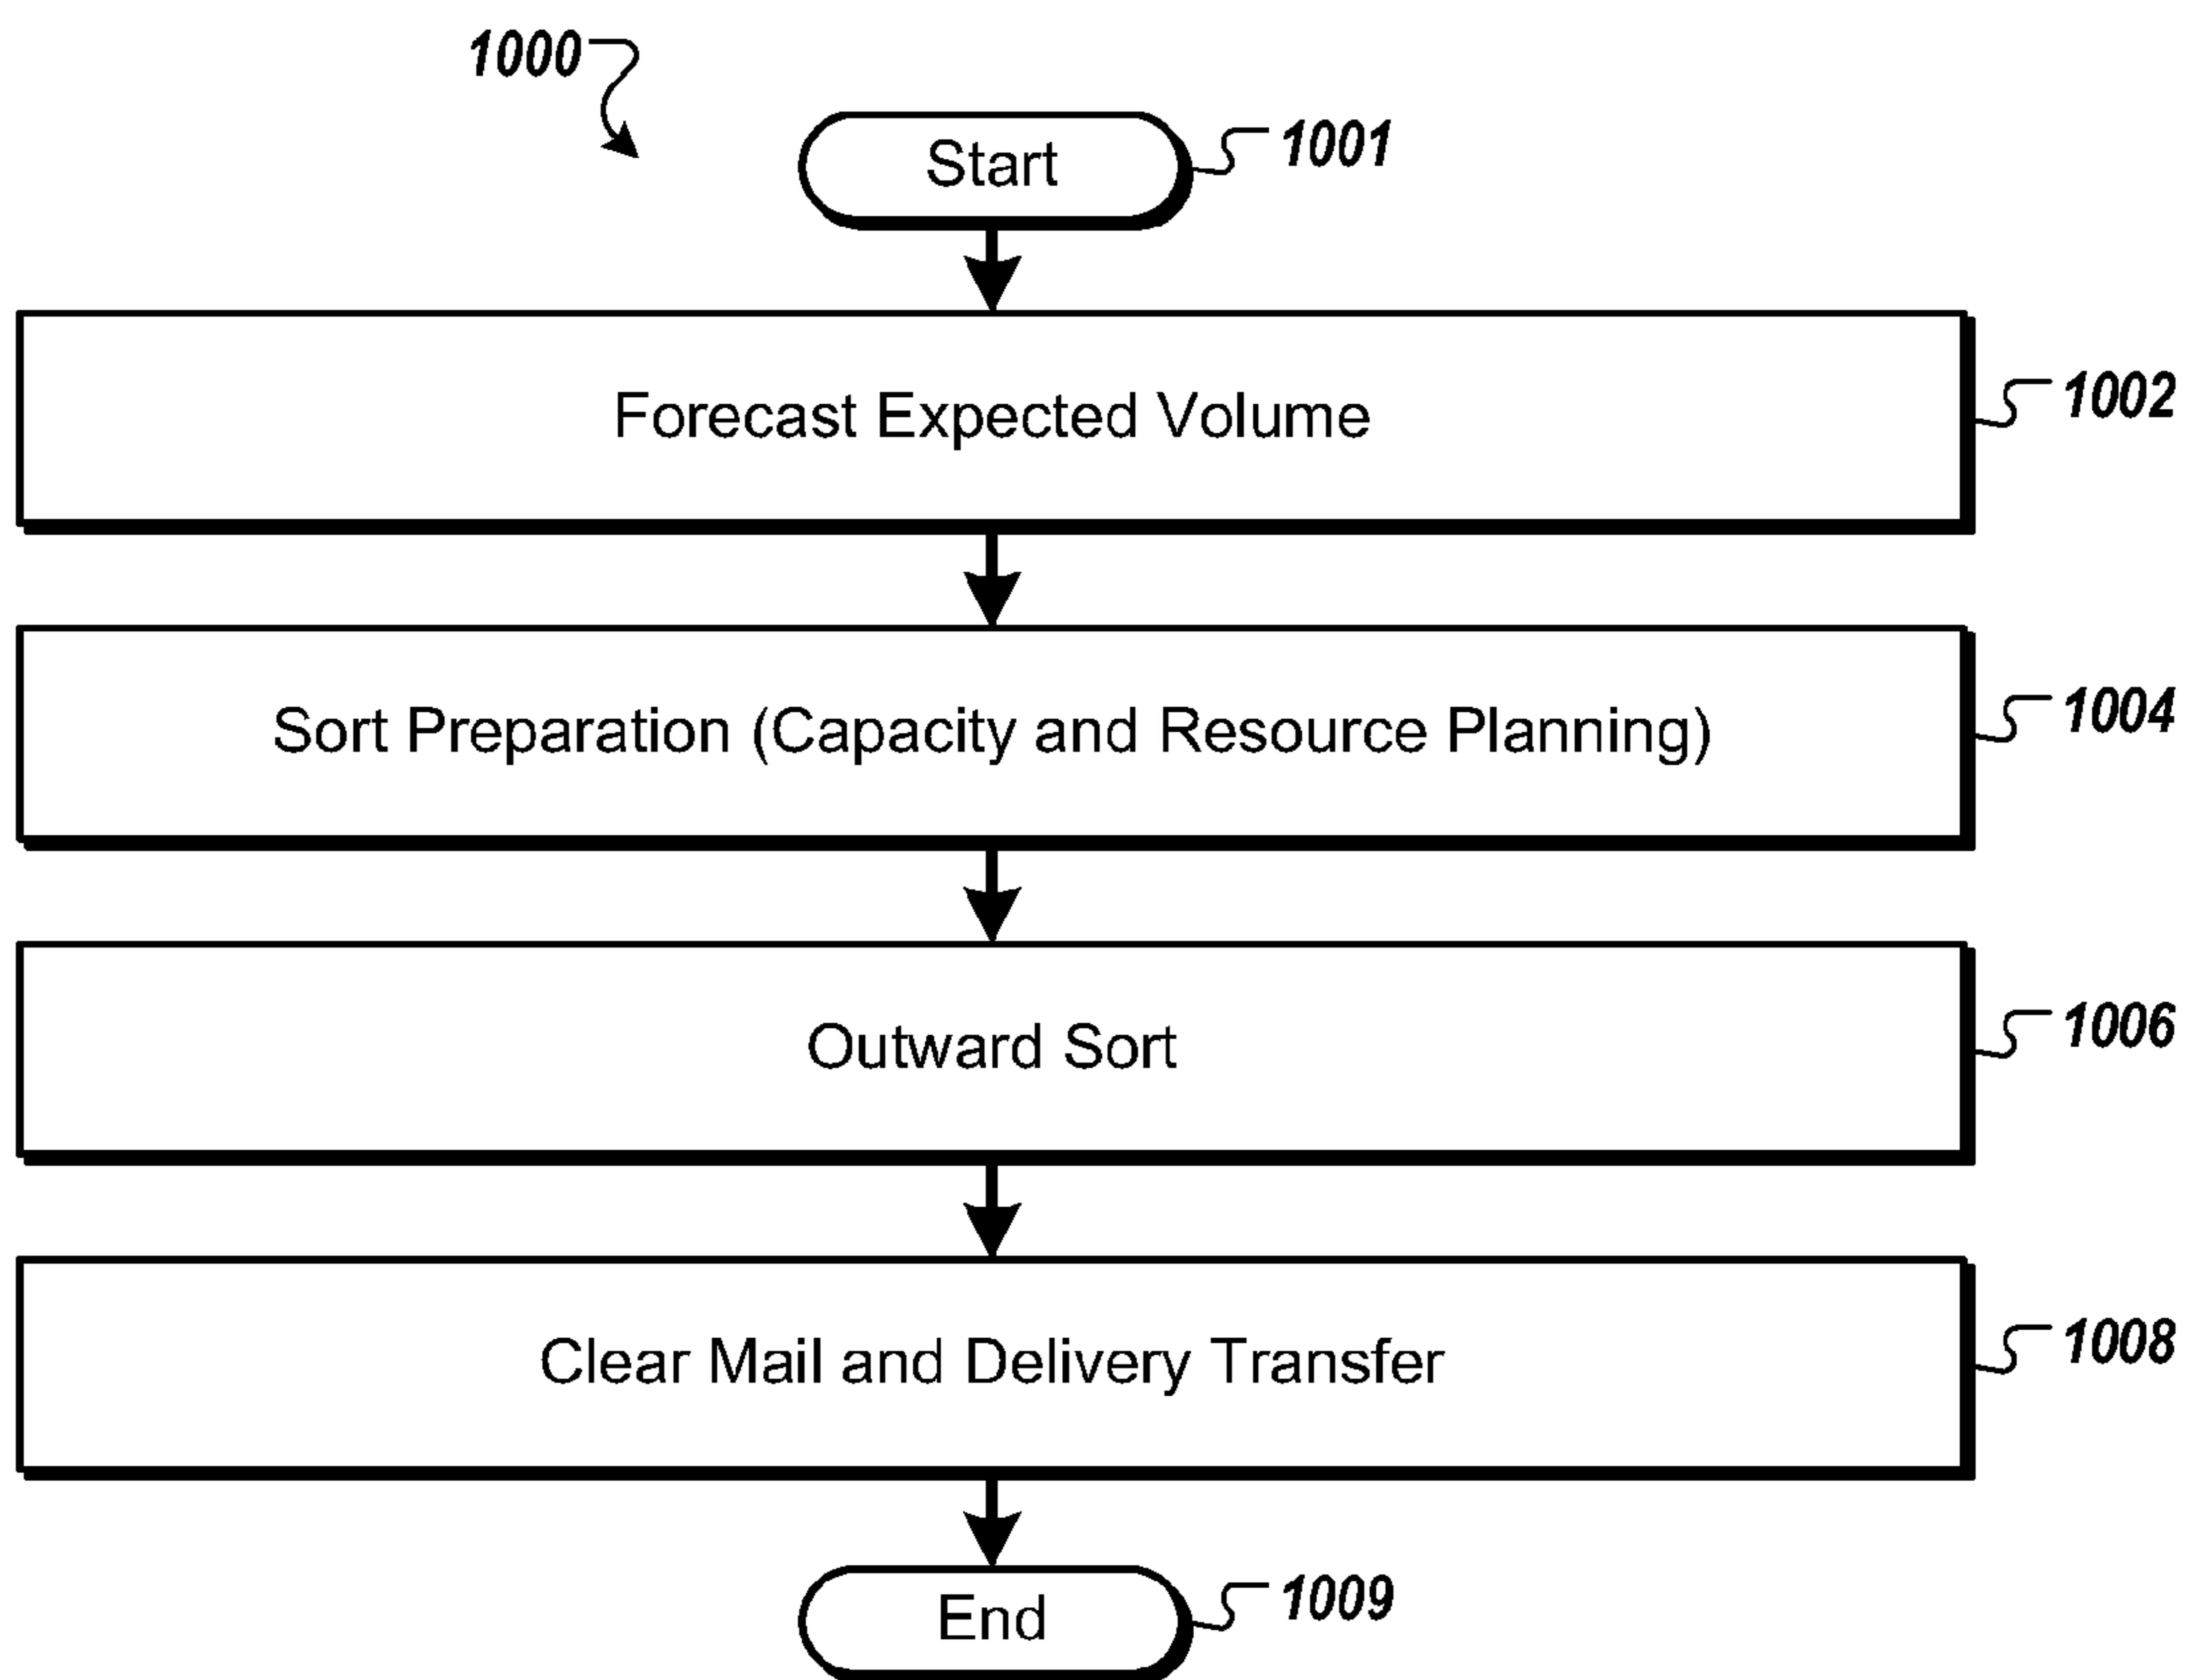 1000
Start
1001
Forecast Expected Volume
1002
Sort Preparation (Capacity and Resource Planning)
1004
Outward Sort
1006
Clear Mail and Delivery Transfer
1008
End
1009